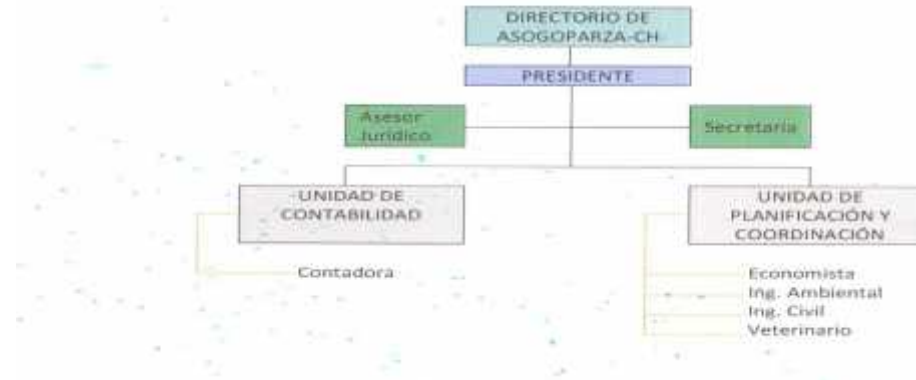 DIRECTORIO DE
ASOGOPARZA-CH
PRESIDENTE
Asesor
Jurídico
Secretaria
UNIDAD DE
CONTABILIDAD
UNIDAD DE
PLANIFICACIÓN Y
COORDINACIÓN
Contadora
Economista
Ing. Ambiental
Ing. Civil
Veterinario